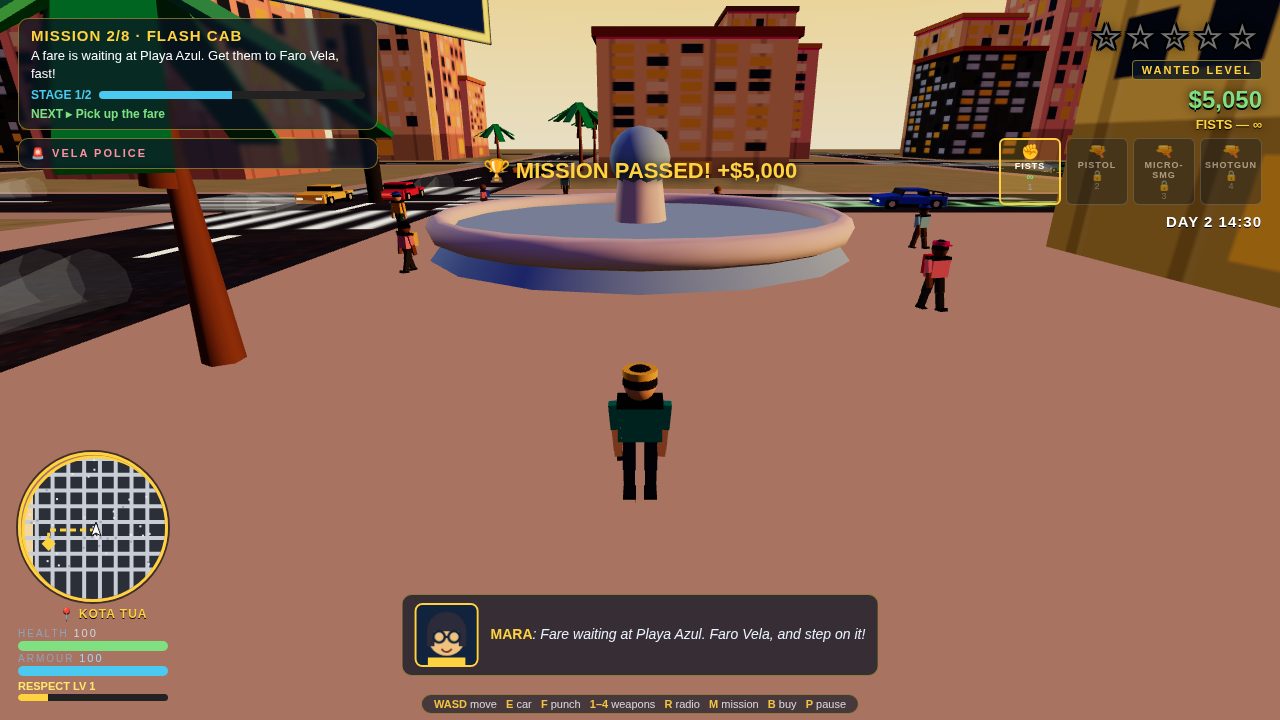 MISSION 2/8 · FLASH CAB
A fare is waiting at Playa Azul. Get them to Faro Vela,
fast!
STAGE 1/2
NEXT ▸ Pick up the fare
🚨 VELA POLICE
🏆 MISSION PASSED! +$5,000
WANTED LEVEL
$5,050
FISTS — ∞
FISTS
∞
1
PISTOL
2
MICRO-
SMG
3
SHOTGUN
4
DAY 2 14:30
📍 KOTA TUA
HEALTH 100
ARMOUR 100
RESPECT LV 1
MARA: Fare waiting at Playa Azul. Faro Vela, and step on it!
WASD move E car F punch 1–4 weapons R radio M mission B buy P pause